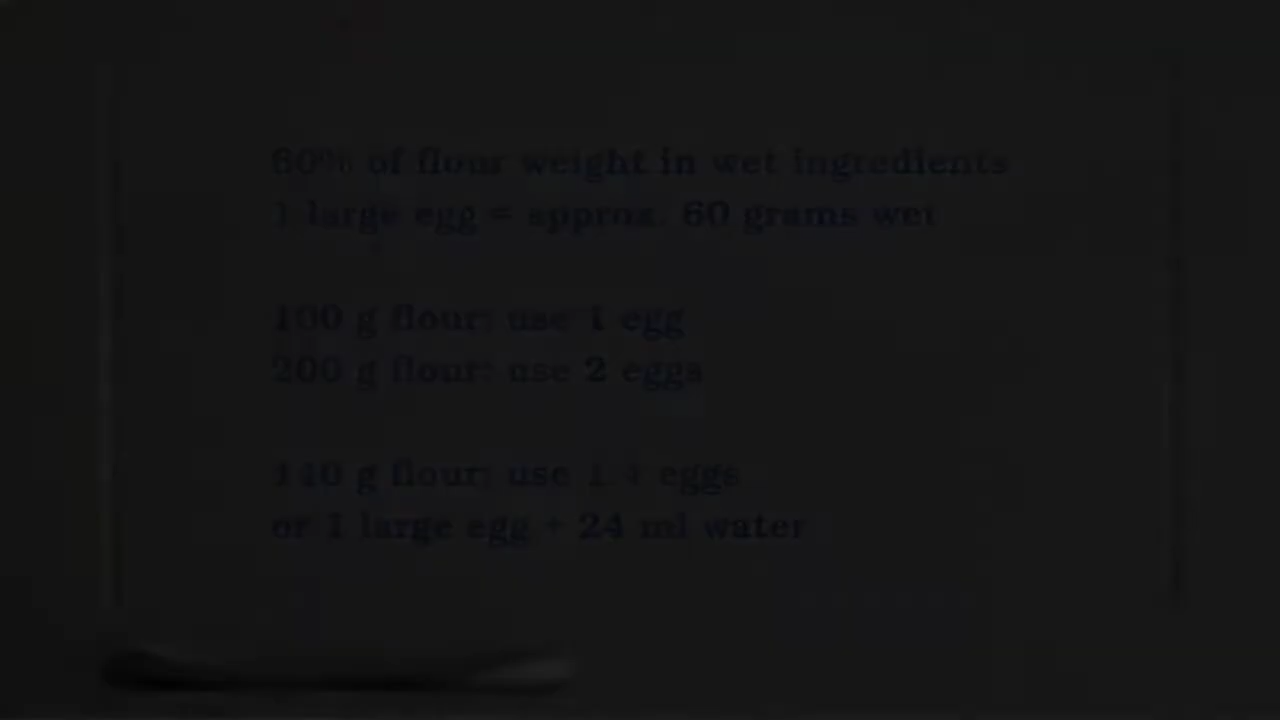 60% of flour weight in wet ingredients
1 large egg = approx. 60 grams wet
100 g flour: use 1 egg
200 g flour: use 2 eggs
140 g flour: use 1.4 eggs
or 1 large egg + 24 ml water